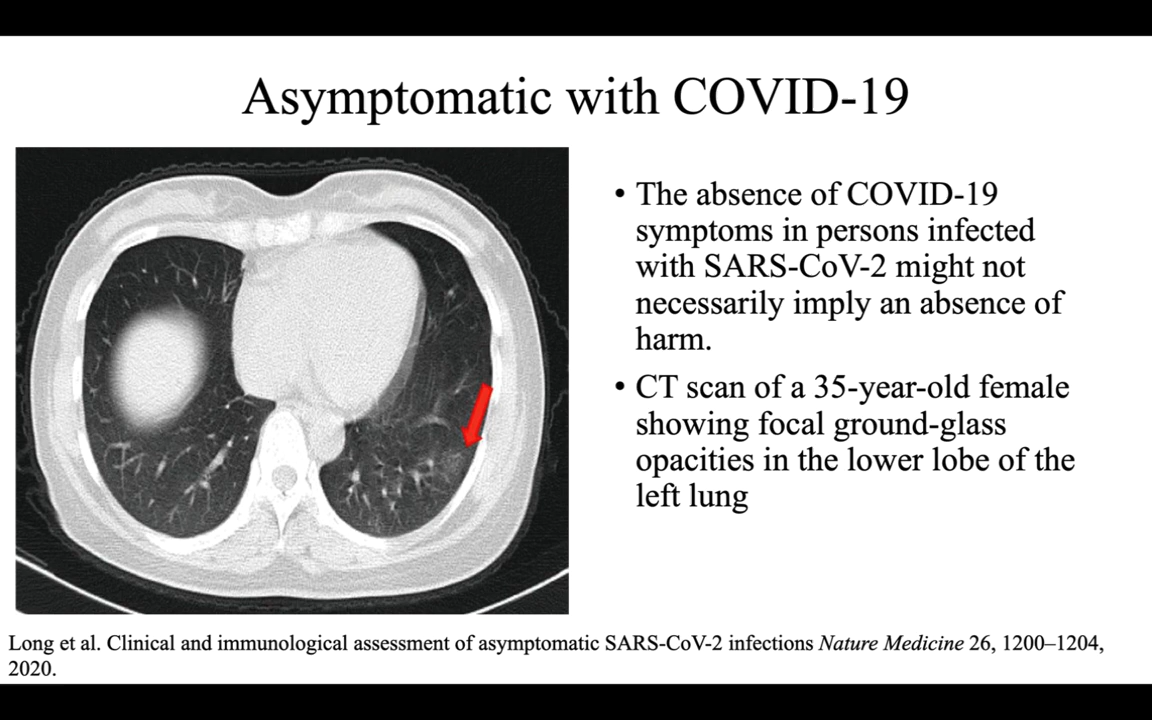 Asymptomatic with COVID-19
• The absence of COVID-19
symptoms in persons infected
with SARS-CoV-2 might not
necessarily imply an absence of
harm.
• CT scan of a 35-year-old female
showing focal ground-glass
opacities in the lower lobe of the
left lung
Long et al. Clinical and immunological assessment of asymptomatic SARS-CoV-2 infections Nature Medicine 26, 1200–1204,
2020.